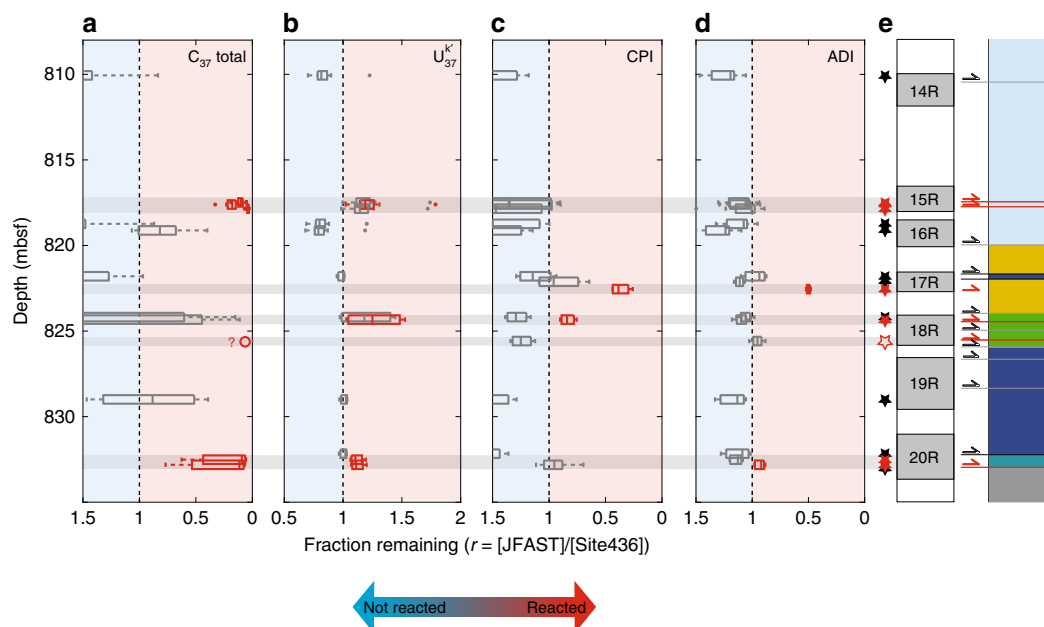 a b c d e
C37 total
U37k′
CPI
ADI
810
815
820
825
830
Depth (mbsf)
?
14R
15R
16R
17R
18R
19R
20R
1.5 1 0.5 0
0.5 1 1.5 2
1.5 1 0.5 0
1.5 1 0.5 0
Fraction remaining (r = [JFAST]/[Site436])
Not reacted Reacted